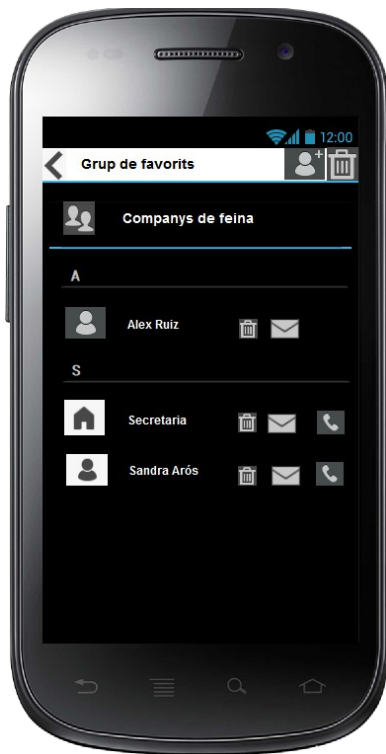 12:00
Grup de favorits
Companys de feina
A
Alex Ruiz
S
Secretaria
Sandra Arós